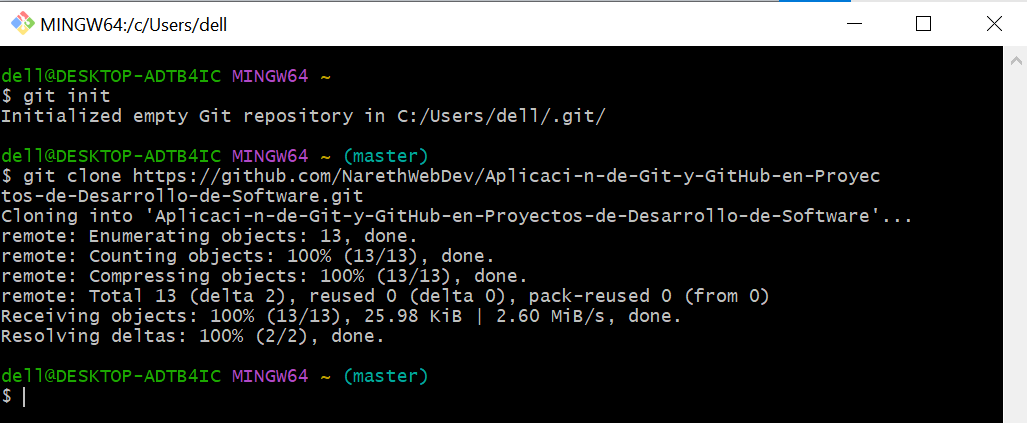 MINGW64:/c/Users/dell
dell@DESKTOP-ADTB4IC MINGW64 ~
$ git init
Initialized empty Git repository in C:/Users/dell/.git/
dell@DESKTOP-ADTB4IC MINGW64 ~ (master)
$ git clone https://github.com/NarethWebDev/Aplicaci-n-de-Git-y-GitHub-en-Proyec
tos-de-Desarrollo-de-Software.git
Cloning into 'Aplicaci-n-de-Git-y-GitHub-en-Proyectos-de-Desarrollo-de-Software'...
remote: Enumerating objects: 13, done.
remote: Counting objects: 100% (13/13), done.
remote: Compressing objects: 100% (13/13), done.
remote: Total 13 (delta 2), reused 0 (delta 0), pack-reused 0 (from 0)
Receiving objects: 100% (13/13), 25.98 KiB | 2.60 MiB/s, done.
Resolving deltas: 100% (2/2), done.
dell@DESKTOP-ADTB4IC MINGW64 ~ (master)
$